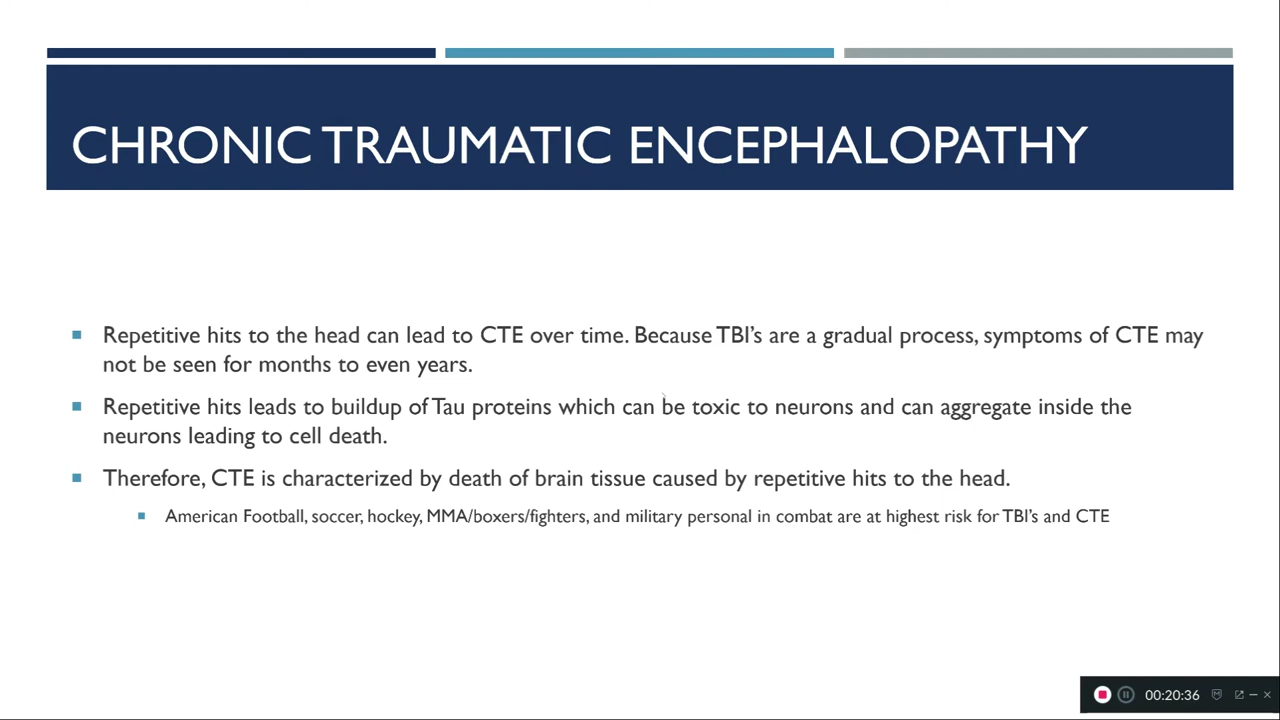 CHRONIC TRAUMATIC ENCEPHALOPATHY
Repetitive hits to the head can lead to CTE over time. Because TBI's are a gradual process, symptoms of CTE may
not be seen for months to even years.
Repetitive hits leads to buildup of Tau proteins which can be toxic to neurons and can aggregate inside the
neurons leading to cell death.
Therefore, CTE is characterized by death of brain tissue caused by repetitive hits to the head.
American Football, soccer, hockey, MMA/boxers/fighters, and military personal in combat are at highest risk for TBI's and CTE
00:20:36